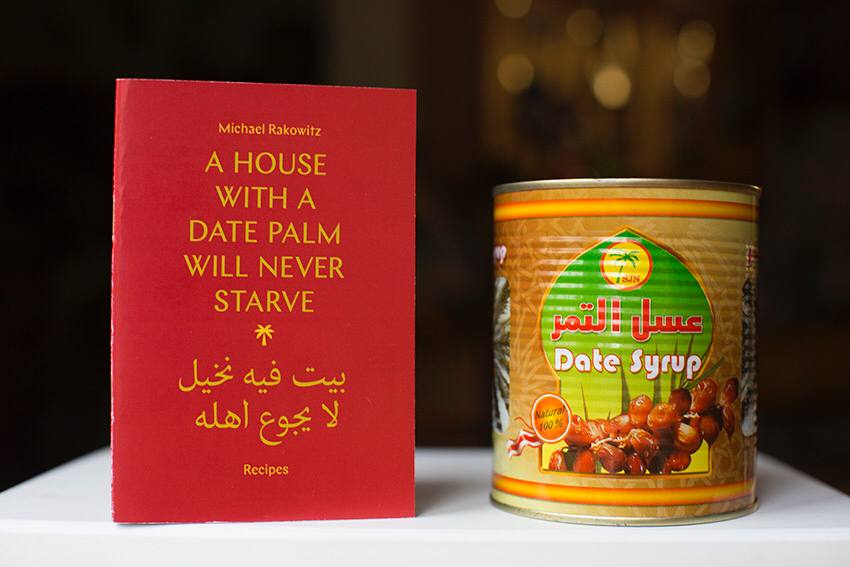 Michael Rakowitz
A HOUSE
WITH A
DATE PALM
WILL NEVER
STARVE
بيت فيه نخيل
لا يجوع اهله
Recipes
SJN
عسل التمر
Date Syrup
Natural
100 %